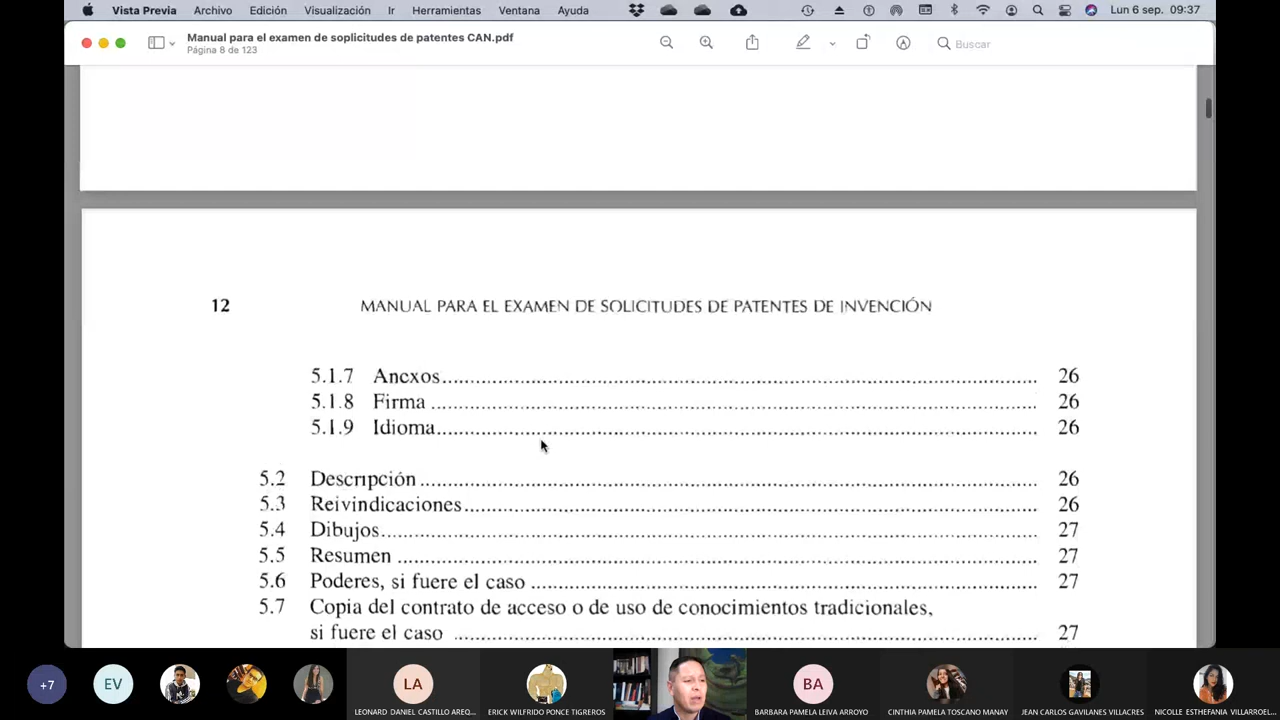 Vista Previa Archivo Edición Visualización Ir Herramientas Ventana Ayuda Lun 6 sep. 09:37
Manual para el examen de soplicitudes de patentes CAN.pdf
Página 8 de 123
Buscar
12 MANUAL PARA EL EXAMEN DE SOLICITUDES DE PATENTES DE INVENCIÓN
5.1.7 Anexos 26
5.1.8 Firma 26
5.1.9 Idioma 26
5.2 Descripción 26
5.3 Reivindicaciones 26
5.4 Dibujos 27
5.5 Resumen 27
5.6 Poderes, si fuere el caso 27
5.7 Copia del contrato de acceso o de uso de conocimientos tradicionales,
si fuere el caso 27
+7 EV LA BA
LEONARD DANIEL CASTILLO AREQ... ERICK WILFRIDO PONCE TIGREROS BARBARA PAMELA LEIVA ARROYO CINTHIA PAMELA TOSCANO MANAY JEAN CARLOS GAVILANES VILLACRES NICOLLE ESTHEFANIA VILLARROEL...